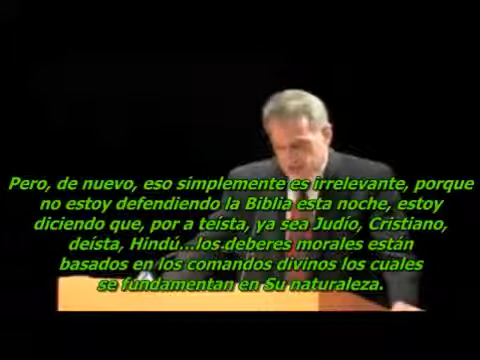 Pero, de nuevo, eso simplemente es irrelevante, porque
no estoy defendiendo la Biblia esta noche, estoy
diciendo que, por a teísta, ya sea Judío, Cristiano,
deísta, Hindú...los deberes morales están
basados en los comandos divinos los cuales
se fundamentan en Su naturaleza.